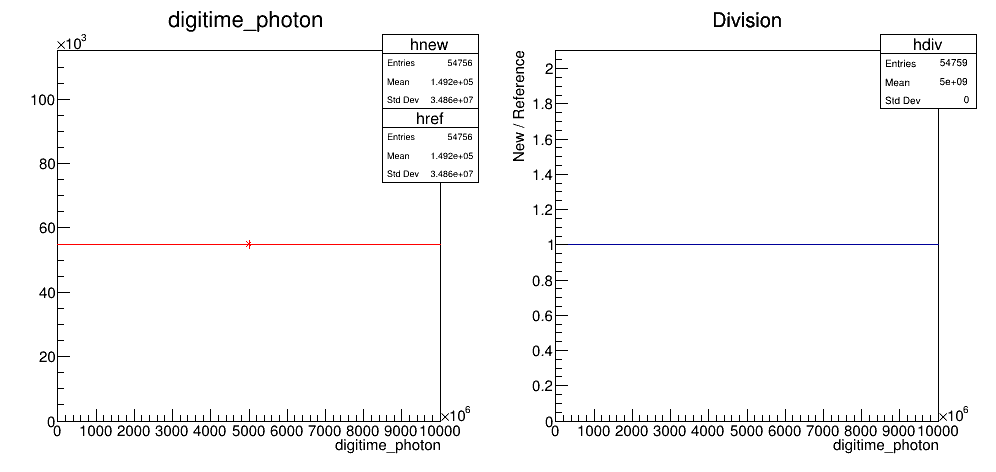 digitime_photon
×10³
hnew
Entries 54756
Mean 1.492e+05
Std Dev 3.486e+07
href
Entries 54756
Mean 1.492e+05
Std Dev 3.486e+07
100
80
60
40
20
0
0 1000 2000 3000 4000 5000 6000 7000 8000 9000 10000
×10⁶
digitime_photon
Division
hdiv
Entries 54759
Mean 5e+09
Std Dev 0
New / Reference
2
1.8
1.6
1.4
1.2
1
0.8
0.6
0.4
0.2
0
0 1000 2000 3000 4000 5000 6000 7000 8000 9000 10000
×10⁶
digitime_photon